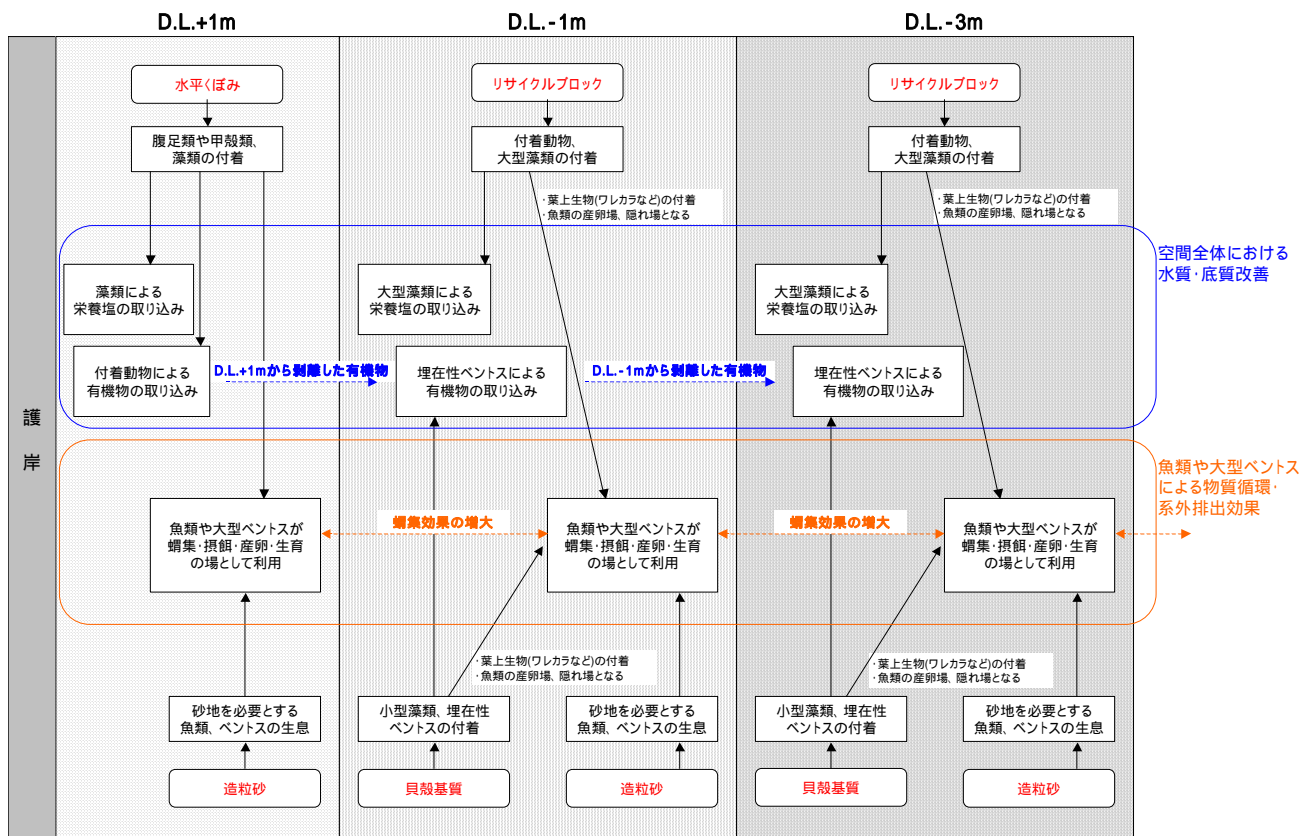 D.L.+1m
D.L.-1m
D.L.-3m
水平くぼみ
リサイクルブロック
リサイクルブロック
腹足類や甲殻類、
藻類の付着
付着動物、
大型藻類の付着
付着動物、
大型藻類の付着
・葉上生物(ワレカラなど)の付着
・魚類の産卵場、隠れ場となる
・葉上生物(ワレカラなど)の付着
・魚類の産卵場、隠れ場となる
空間全体における
水質・底質改善
藻類による
栄養塩の取り込み
大型藻類による
栄養塩の取り込み
大型藻類による
栄養塩の取り込み
付着動物による
有機物の取り込み
D.L.+1mから剥離した有機物
埋在性ベントスによる
有機物の取り込み
D.L.-1mから剥離した有機物
埋在性ベントスによる
有機物の取り込み
護
岸
魚類や大型ベントス
による物質循環・
系外排出効果
魚類や大型ベントスが
蝟集・摂餌・産卵・生育
の場として利用
蝟集効果の増大
魚類や大型ベントスが
蝟集・摂餌・産卵・生育
の場として利用
蝟集効果の増大
魚類や大型ベントスが
蝟集・摂餌・産卵・生育
の場として利用
・葉上生物(ワレカラなど)の付着
・魚類の産卵場、隠れ場となる
・葉上生物(ワレカラなど)の付着
・魚類の産卵場、隠れ場となる
砂地を必要とする
魚類、ベントスの生息
小型藻類、埋在性
ベントスの付着
砂地を必要とする
魚類、ベントスの生息
小型藻類、埋在性
ベントスの付着
砂地を必要とする
魚類、ベントスの生息
造粒砂
貝殻基質
造粒砂
貝殻基質
造粒砂